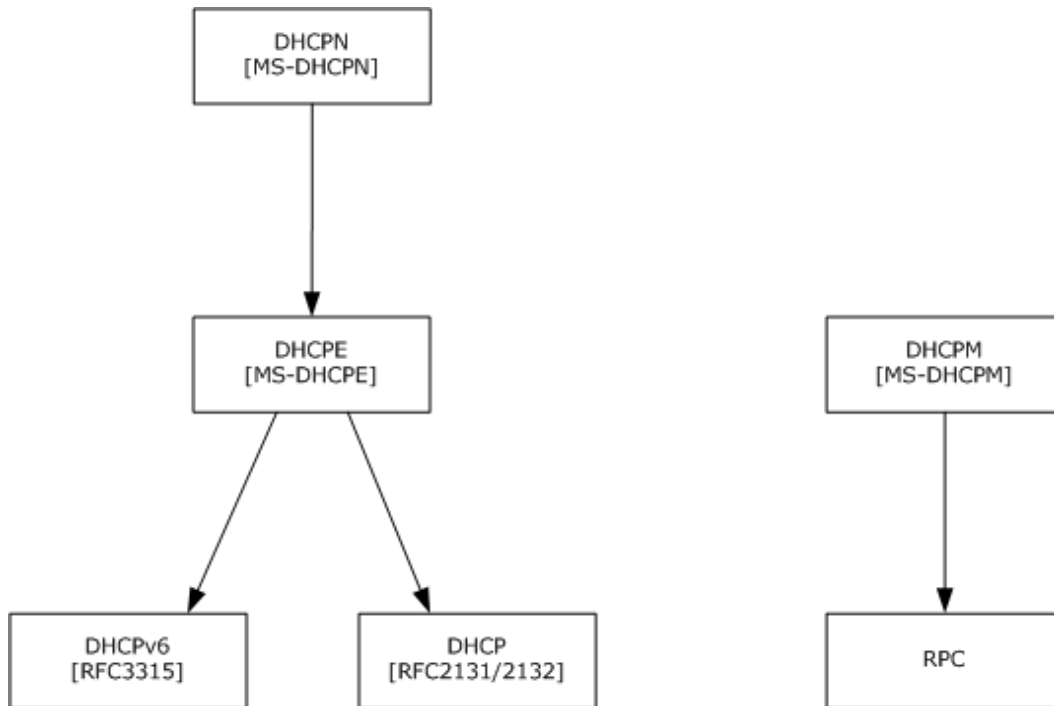 DHCPN
[MS-DHCPN]
DHCPE
[MS-DHCPE]
DHCPM
[MS-DHCPM]
DHCPv6
[RFC3315]
DHCP
[RFC2131/2132]
RPC